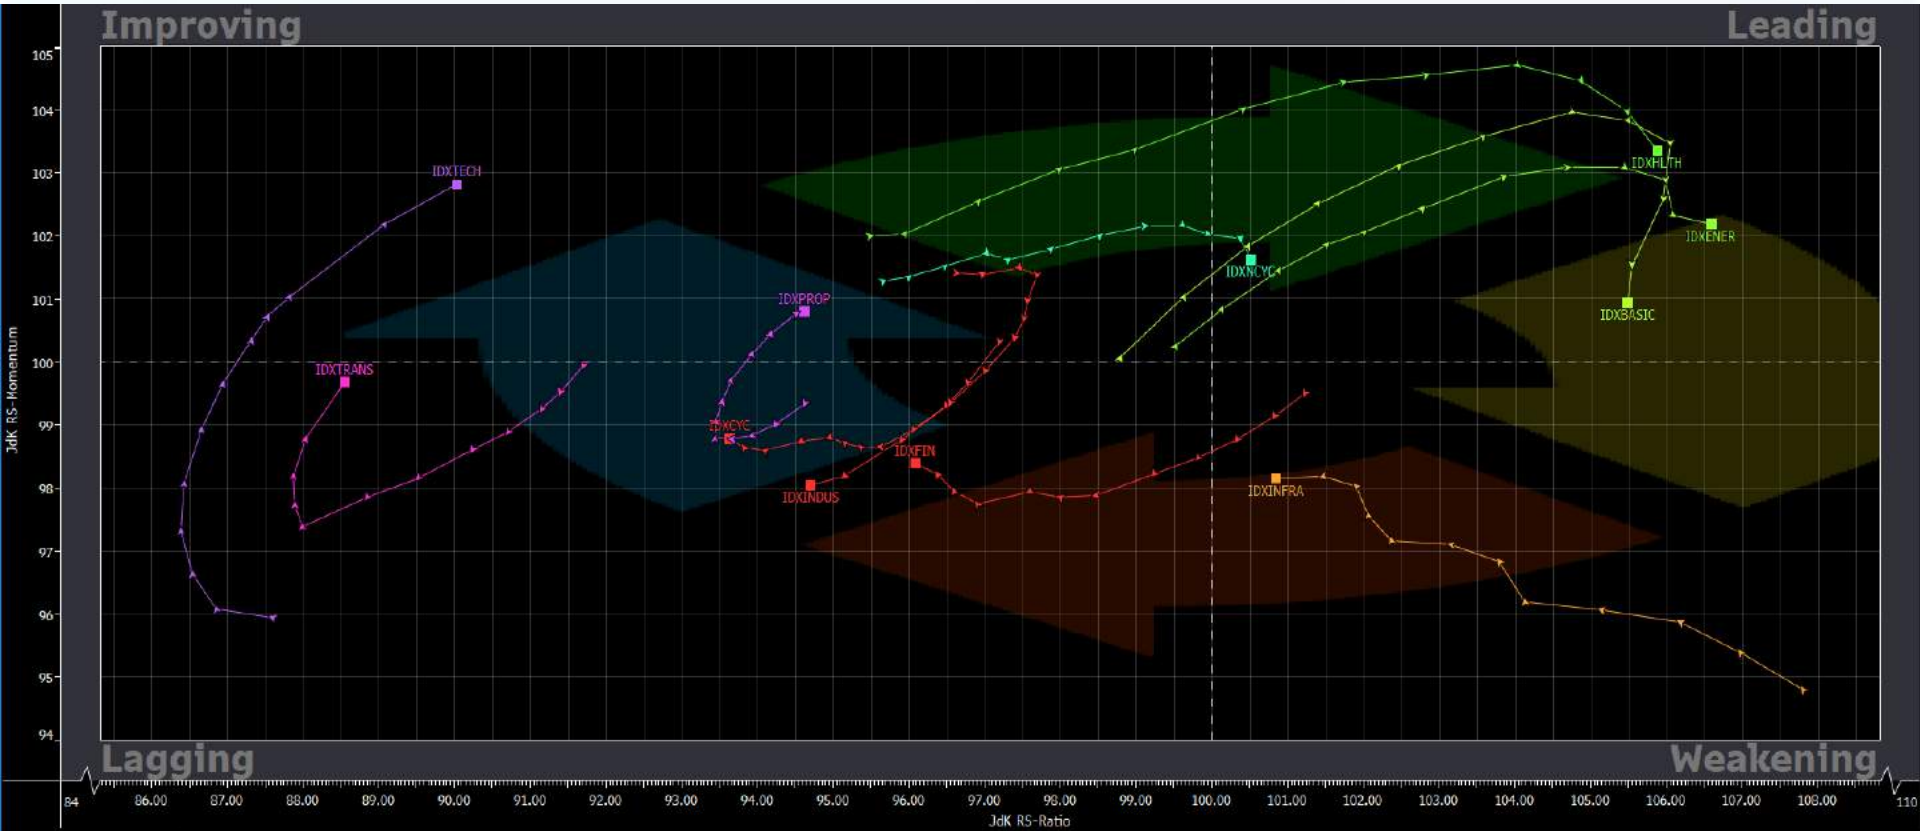 Improving
Leading
105
104
103
102
101
100
99
98
97
96
95
94
JdK RS-Momentum
IDXTECH
IDXHLTH
IDXENER
IDXNCYC
IDXPROP
IDXBASIC
IDXTRANS
IDXCYC
IDXFIN
IDXINDUS
IDXINFRA
Lagging
Weakening
84 86.00 87.00 88.00 89.00 90.00 91.00 92.00 93.00 94.00 95.00 96.00 97.00 98.00 99.00 100.00 101.00 102.00 103.00 104.00 105.00 106.00 107.00 108.00 110
JdK RS-Ratio